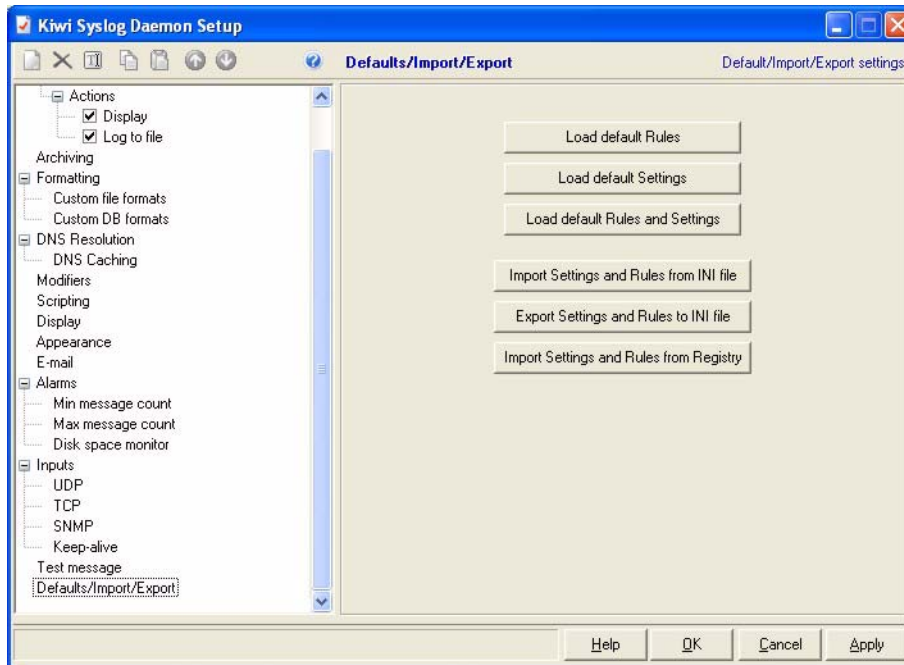 Kiwi Syslog Daemon Setup
Defaults/Import/Export
Default/Import/Export settings
Actions
Display
Log to file
Archiving
Formatting
Custom file formats
Custom DB formats
DNS Resolution
DNS Caching
Modifiers
Scripting
Display
Appearance
E-mail
Alarms
Min message count
Max message count
Disk space monitor
Inputs
UDP
TCP
SNMP
Keep-alive
Test message
Defaults/Import/Export
Load default Rules
Load default Settings
Load default Rules and Settings
Import Settings and Rules from INI file
Export Settings and Rules to INI file
Import Settings and Rules from Registry
Help
OK
Cancel
Apply